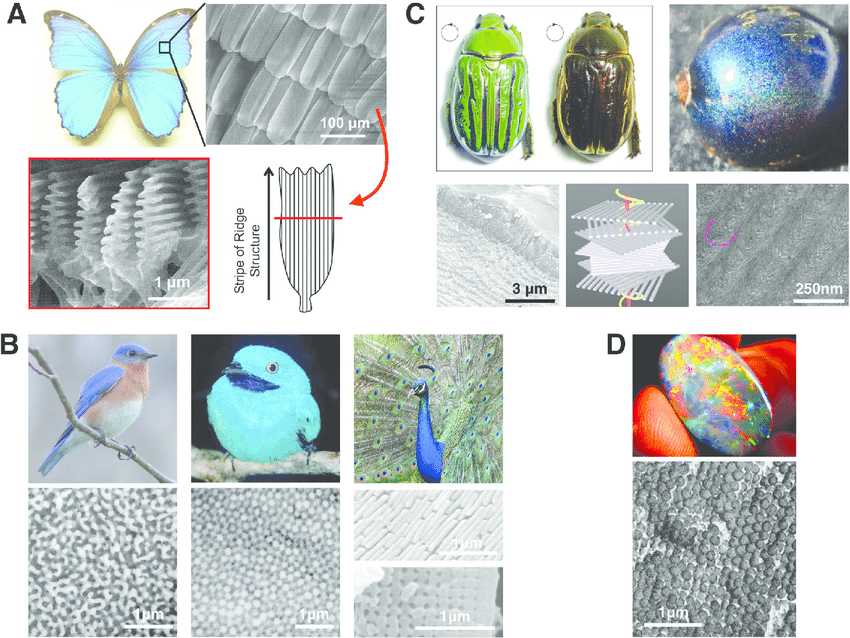 A
100 µm
1 µm
Stripe of Ridge
Structure
C
3 µm
250nm
B
1µm
1µm
1µm
1µm
D
1µm